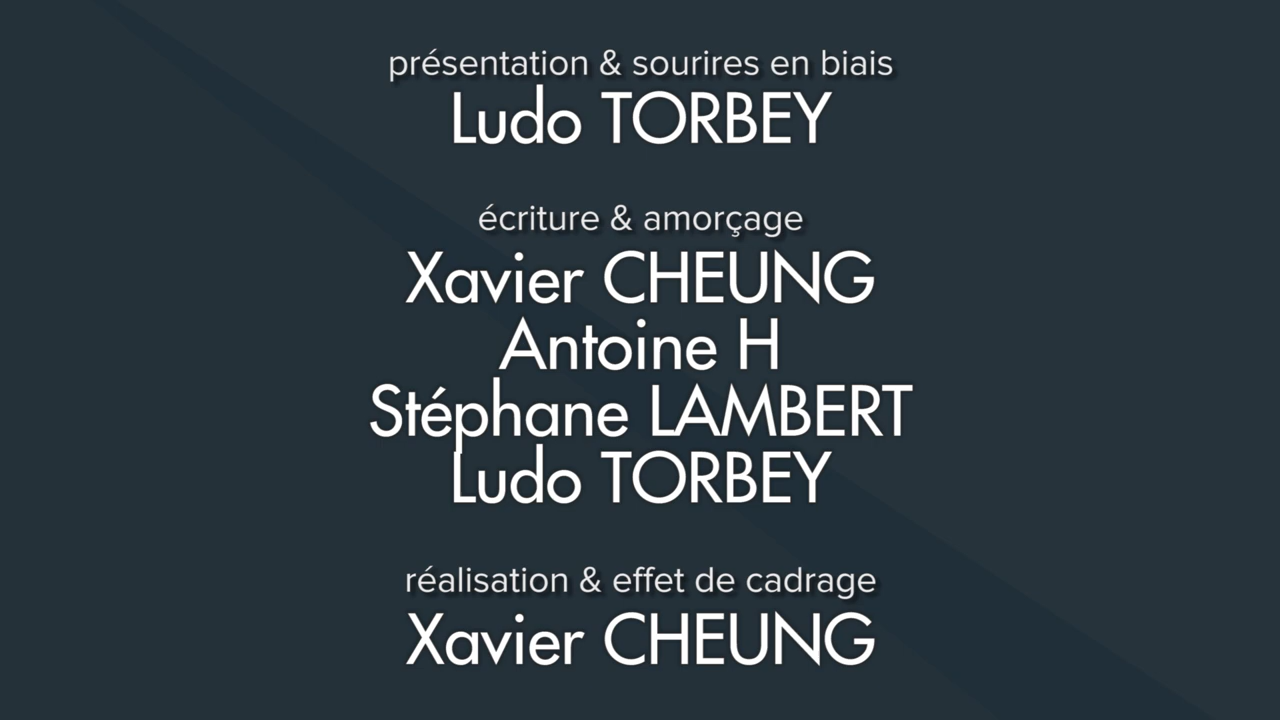 présentation & sourires en biais
Ludo TORBEY
écriture & amorçage
Xavier CHEUNG
Antoine H
Stéphane LAMBERT
Ludo TORBEY
réalisation & effet de cadrage
Xavier CHEUNG